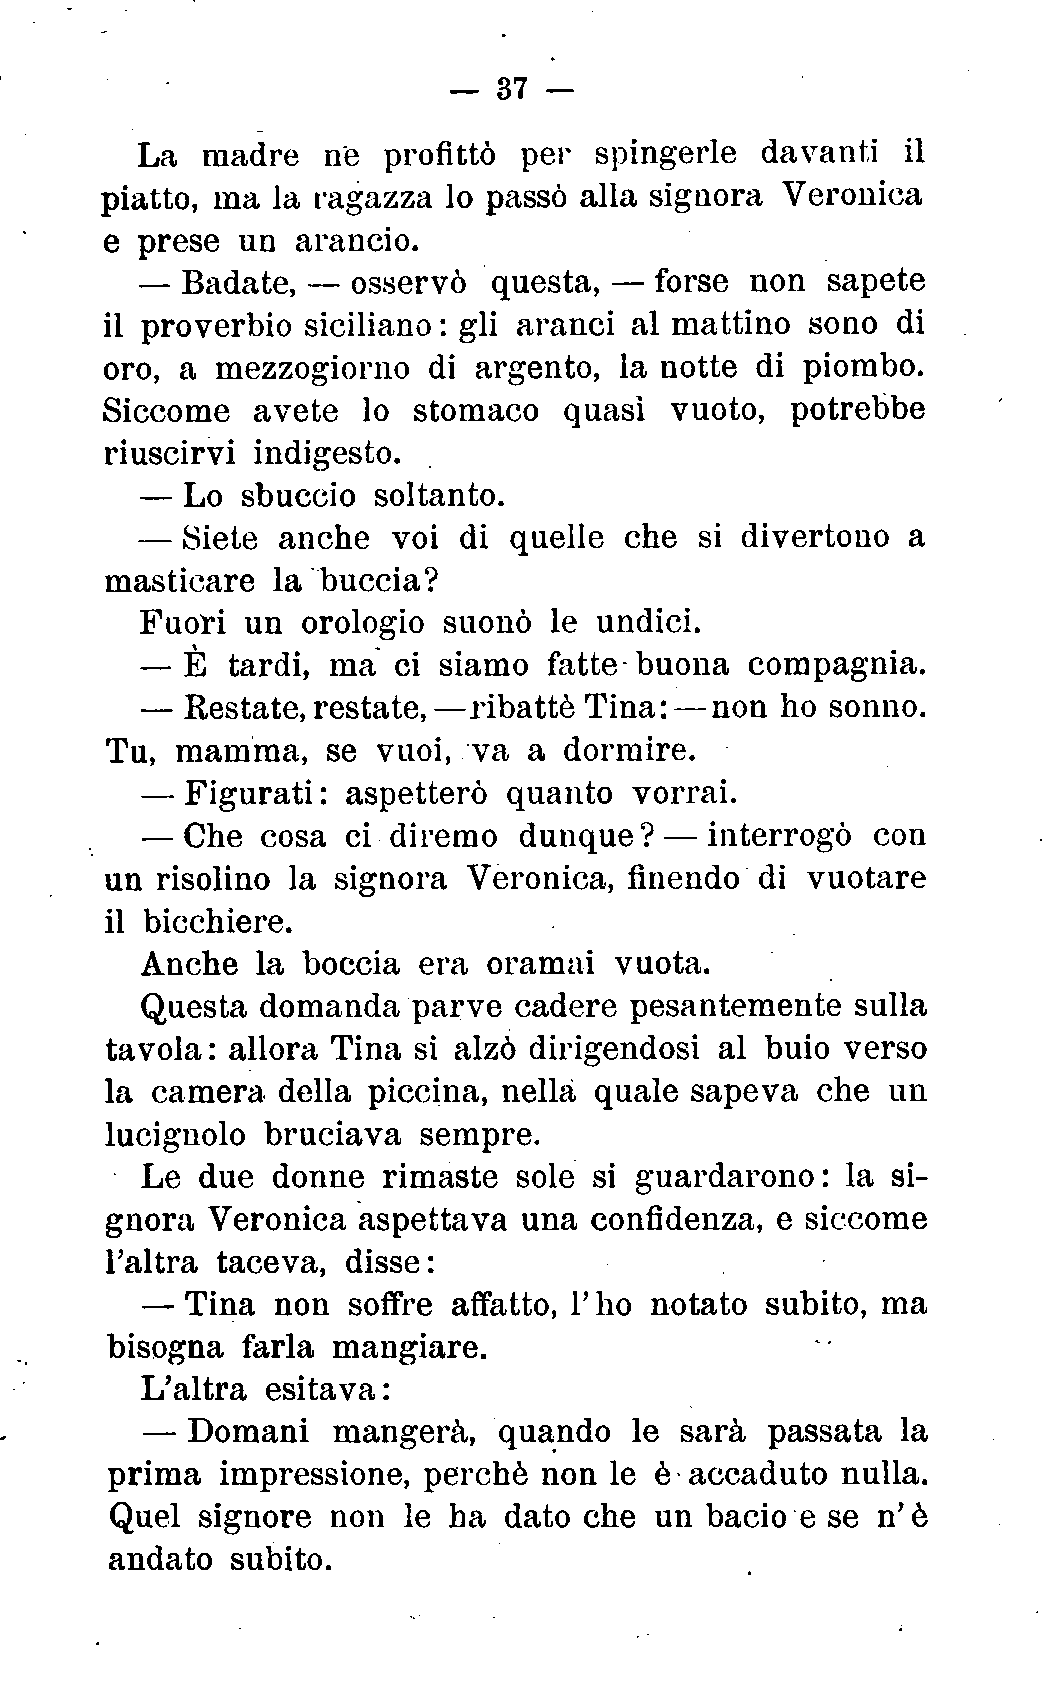 — 37 —
La madre ne profittò per spingerle davanti il
piatto, ma la ragazza lo passò alla signora Veronica
e prese un arancio.
— Badate, — osservò questa, — forse non sapete
il proverbio siciliano: gli aranci al mattino sono di
oro, a mezzogiorno di argento, la notte di piombo.
Siccome avete lo stomaco quasi vuoto, potrebbe
riuscirvi indigesto.
— Lo sbuccio soltanto.
— Siete anche voi di quelle che si divertono a
masticare la buccia?
Fuori un orologio suonò le undici.
— È tardi, ma ci siamo fatte buona compagnia.
— Restate, restate, — ribattè Tina: — non ho sonno.
Tu, mamma, se vuoi, va a dormire.
— Figurati: aspetterò quanto vorrai.
— Che cosa ci diremo dunque? — interrogò con
un risolino la signora Veronica, finendo di vuotare
il bicchiere.
Anche la boccia era oramai vuota.
Questa domanda parve cadere pesantemente sulla
tavola: allora Tina si alzò dirigendosi al buio verso
la camera della piccina, nella quale sapeva che un
lucignolo bruciava sempre.
Le due donne rimaste sole si guardarono: la si-
gnora Veronica aspettava una confidenza, e siccome
l'altra taceva, disse:
— Tina non soffre affatto, l'ho notato subito, ma
bisogna farla mangiare.
L'altra esitava:
— Domani mangerà, quando le sarà passata la
prima impressione, perchè non le è accaduto nulla.
Quel signore non le ha dato che un bacio e se n'è
andato subito.